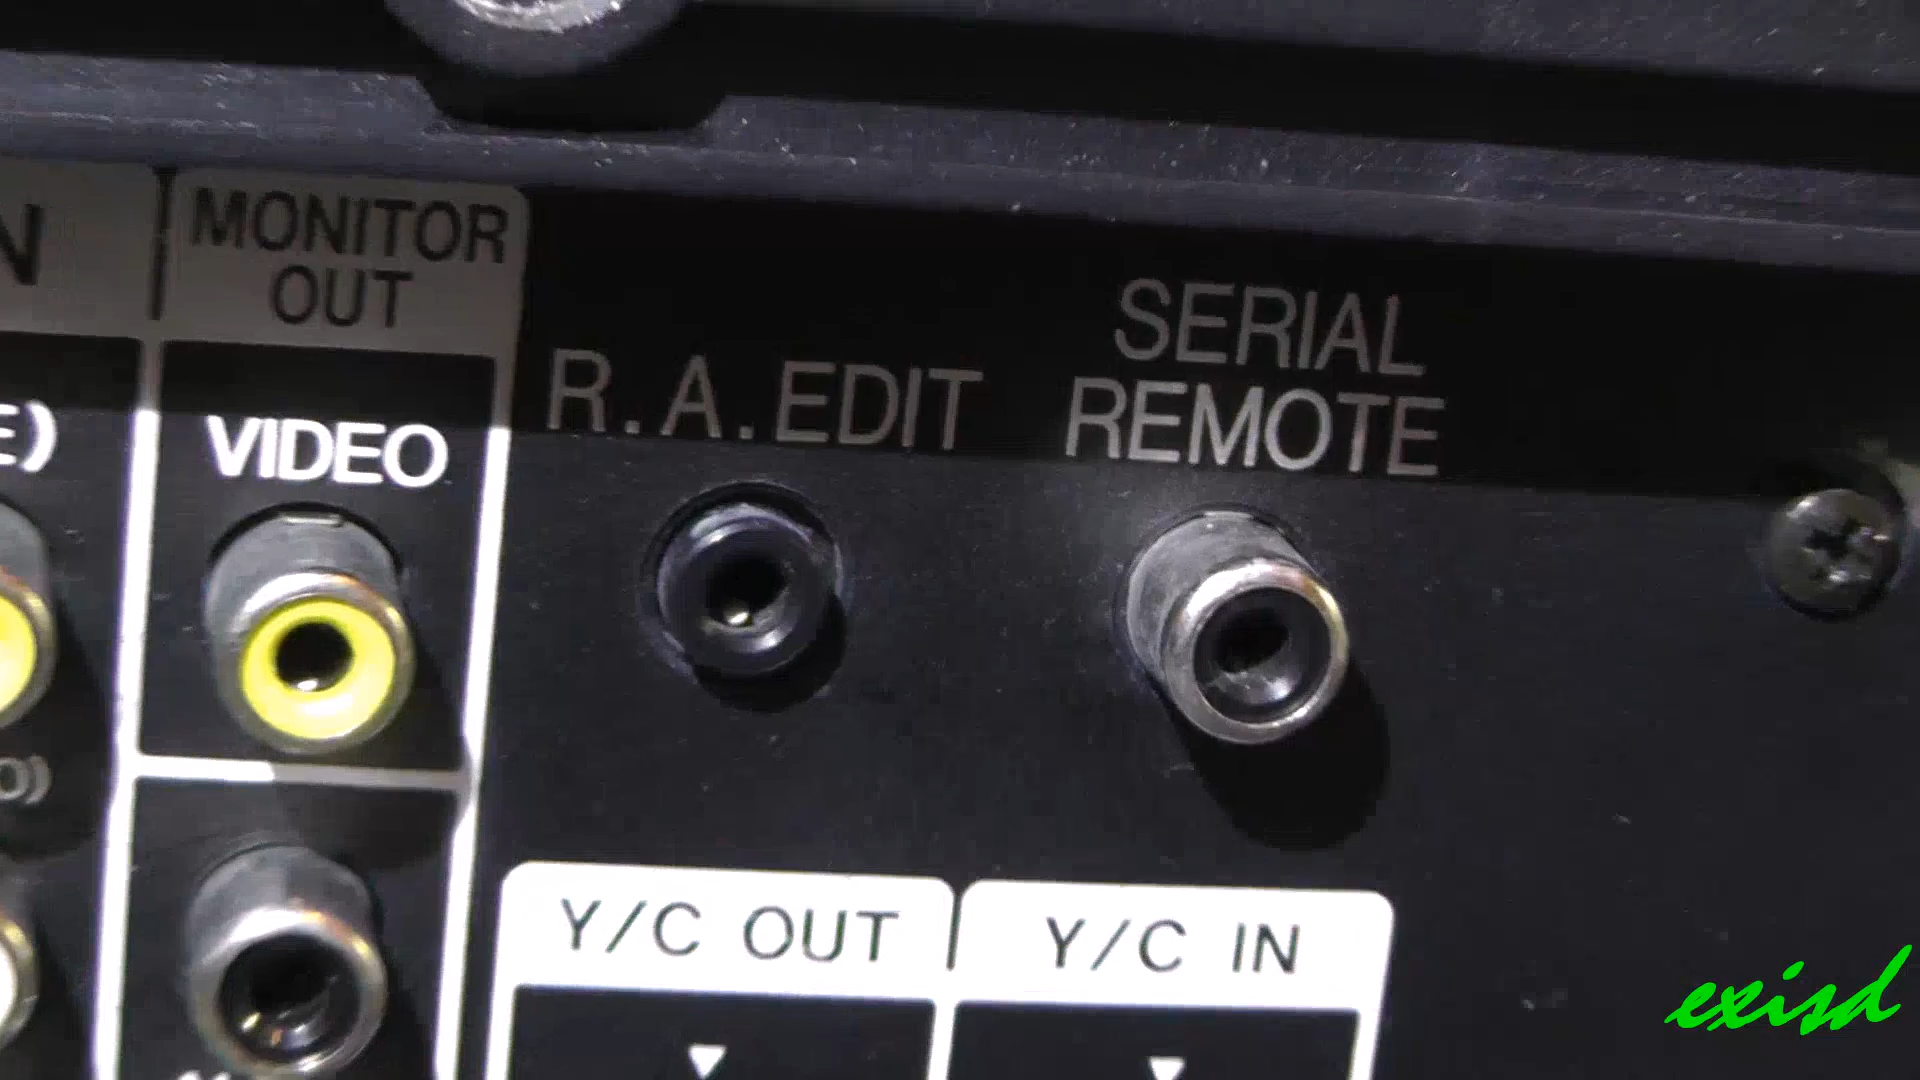 N
MONITOR
OUT
SERIAL
R.A.EDIT
REMOTE
E)
VIDEO
O)
Y/C OUT
Y/C IN
exisd